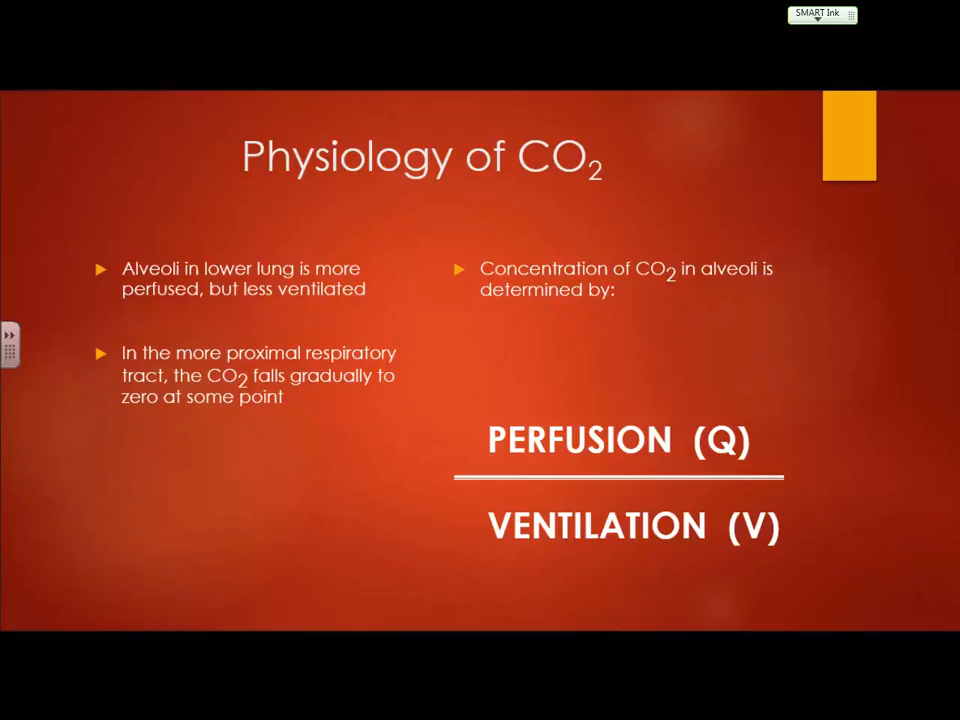 SMART Ink
Physiology of CO2
Alveoli in lower lung is more
perfused, but less ventilated
In the more proximal respiratory
tract, the CO2 falls gradually to
zero at some point
Concentration of CO2 in alveoli is
determined by:
PERFUSION (Q)
VENTILATION (V)